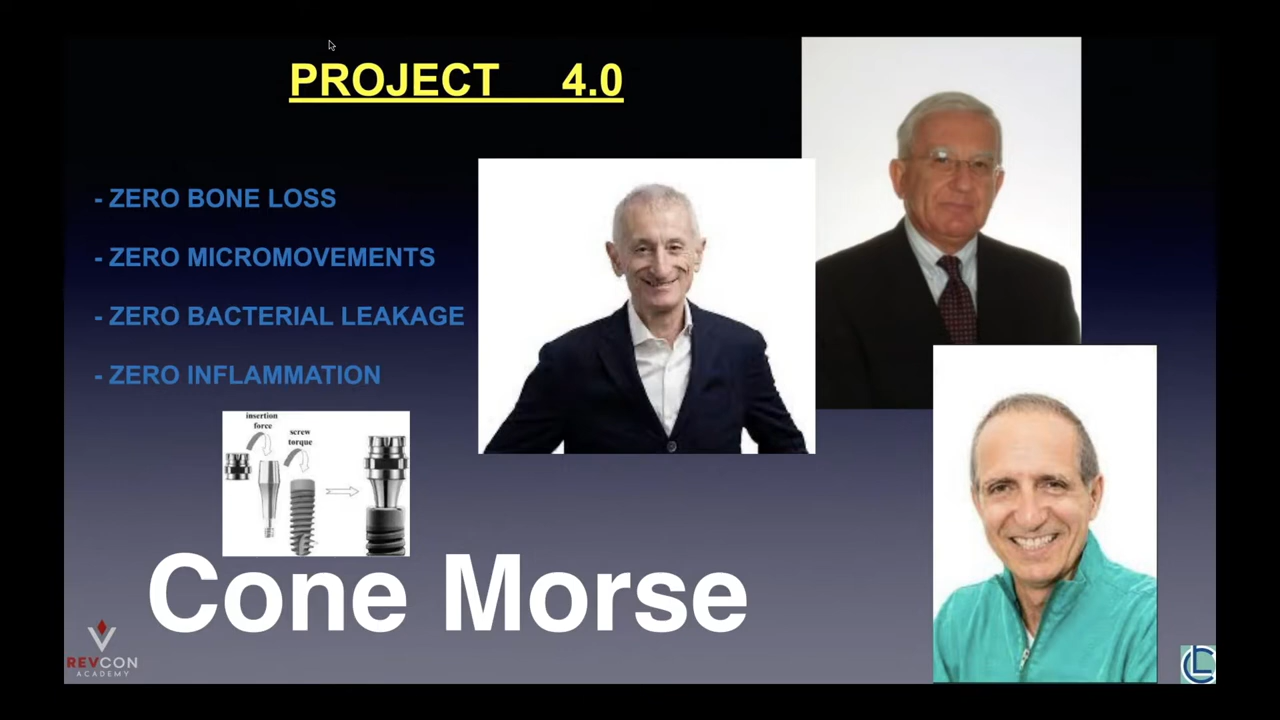 PROJECT 4.0
- ZERO BONE LOSS
- ZERO MICROMOVEMENTS
- ZERO BACTERIAL LEAKAGE
- ZERO INFLAMMATION
insertion
force
screw
torque
Cone Morse
REVCON
ACADEMY